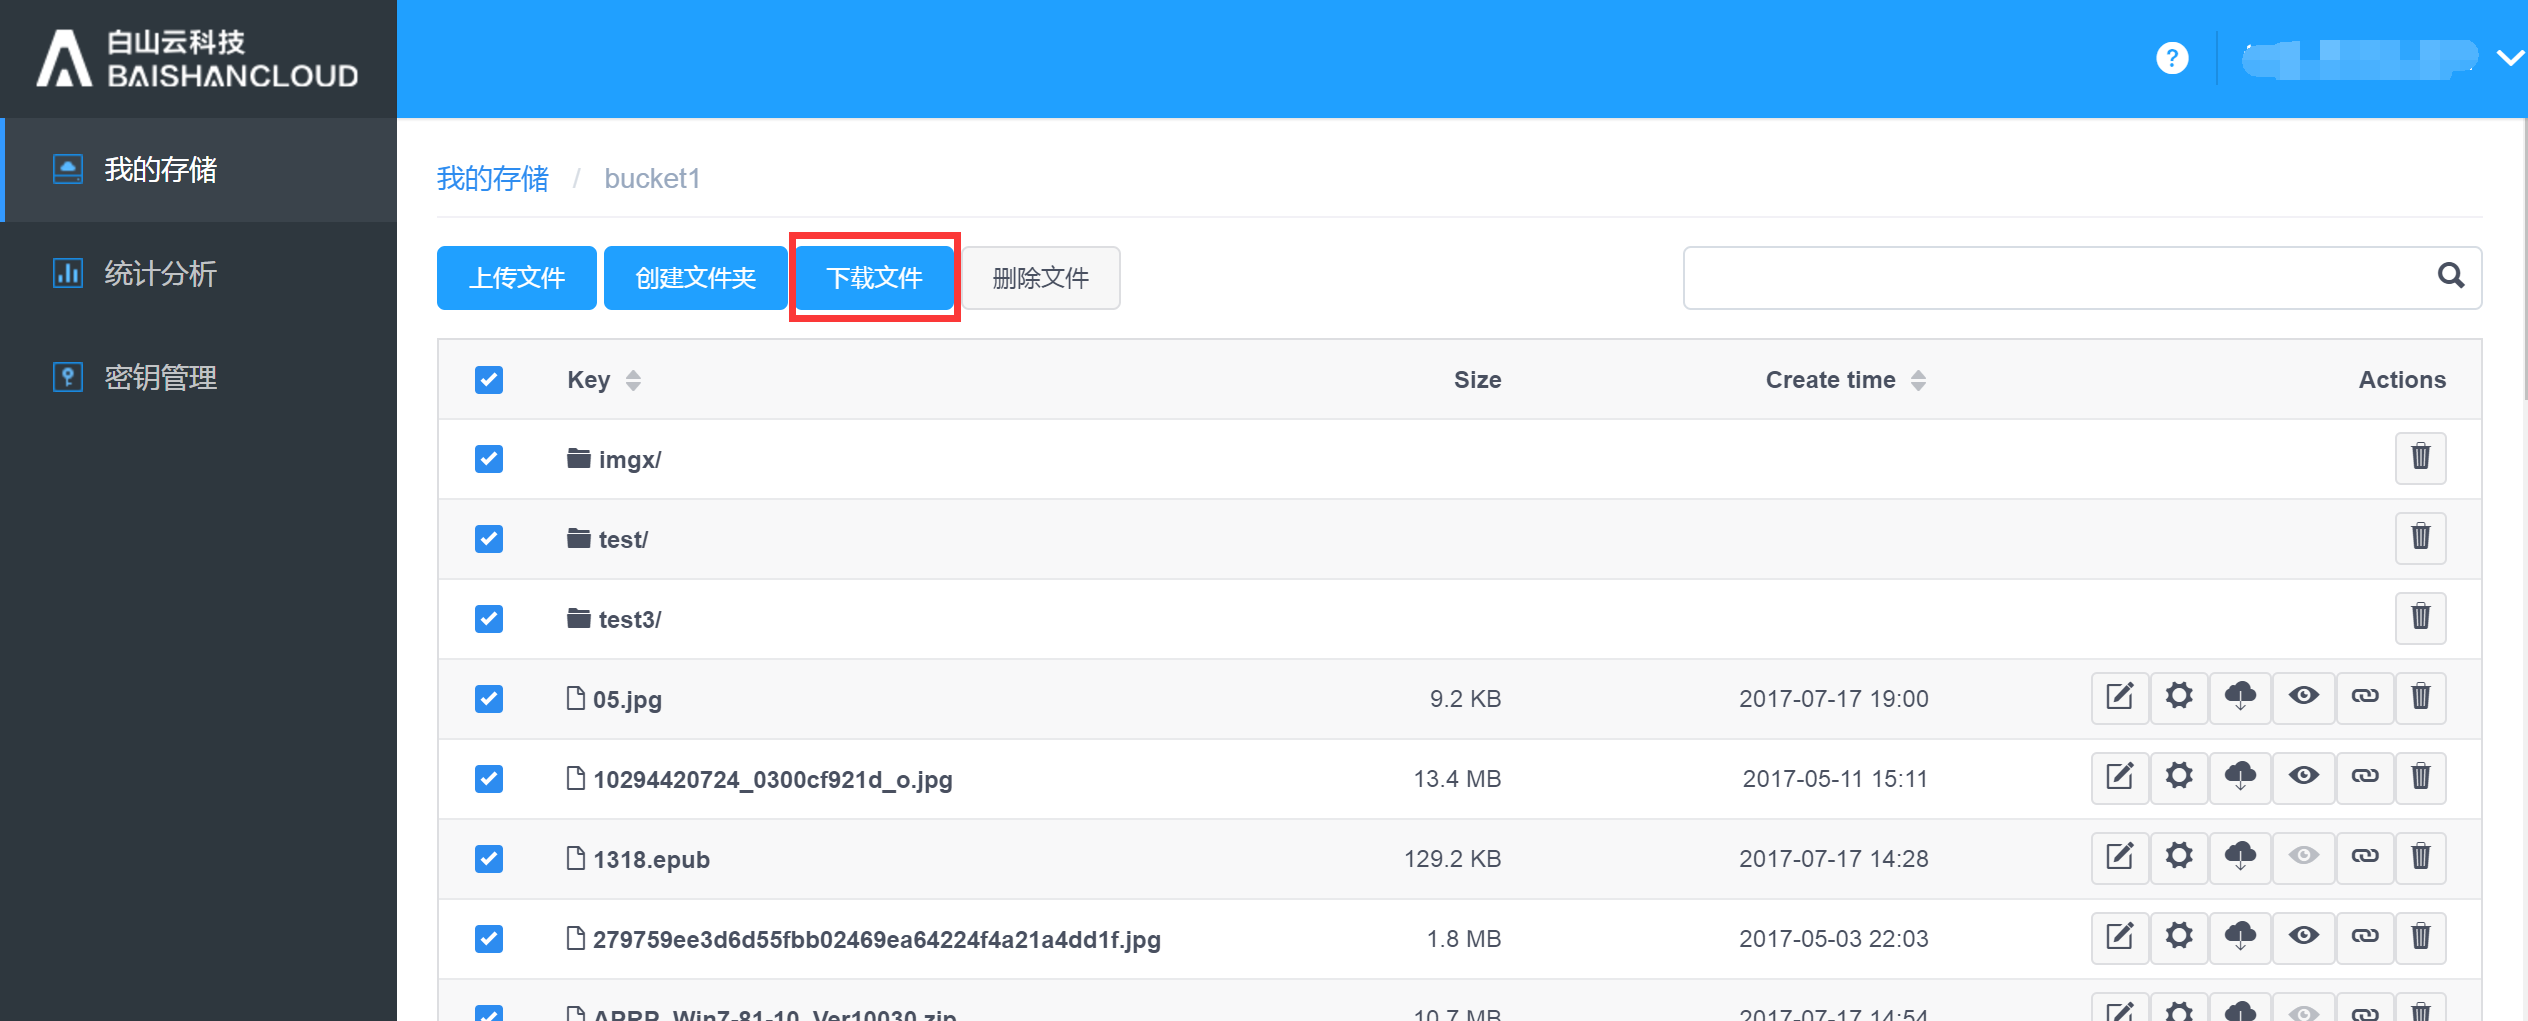 白山云科技
BAISHANCLOUD
我的存储
统计分析
密钥管理
?
我的存储 / bucket1
上传文件 创建文件夹 下载文件 删除文件
Key Size Create time Actions
imgx/
test/
test3/
05.jpg 9.2 KB 2017-07-17 19:00
10294420724_0300cf921d_o.jpg 13.4 MB 2017-05-11 15:11
1318.epub 129.2 KB 2017-07-17 14:28
279759ee3d6d55fbb02469ea64224f4a21a4dd1f.jpg 1.8 MB 2017-05-03 22:03
Win7-81-10 Ver10030.zip 10.7 MB 2017-07-17 14:54